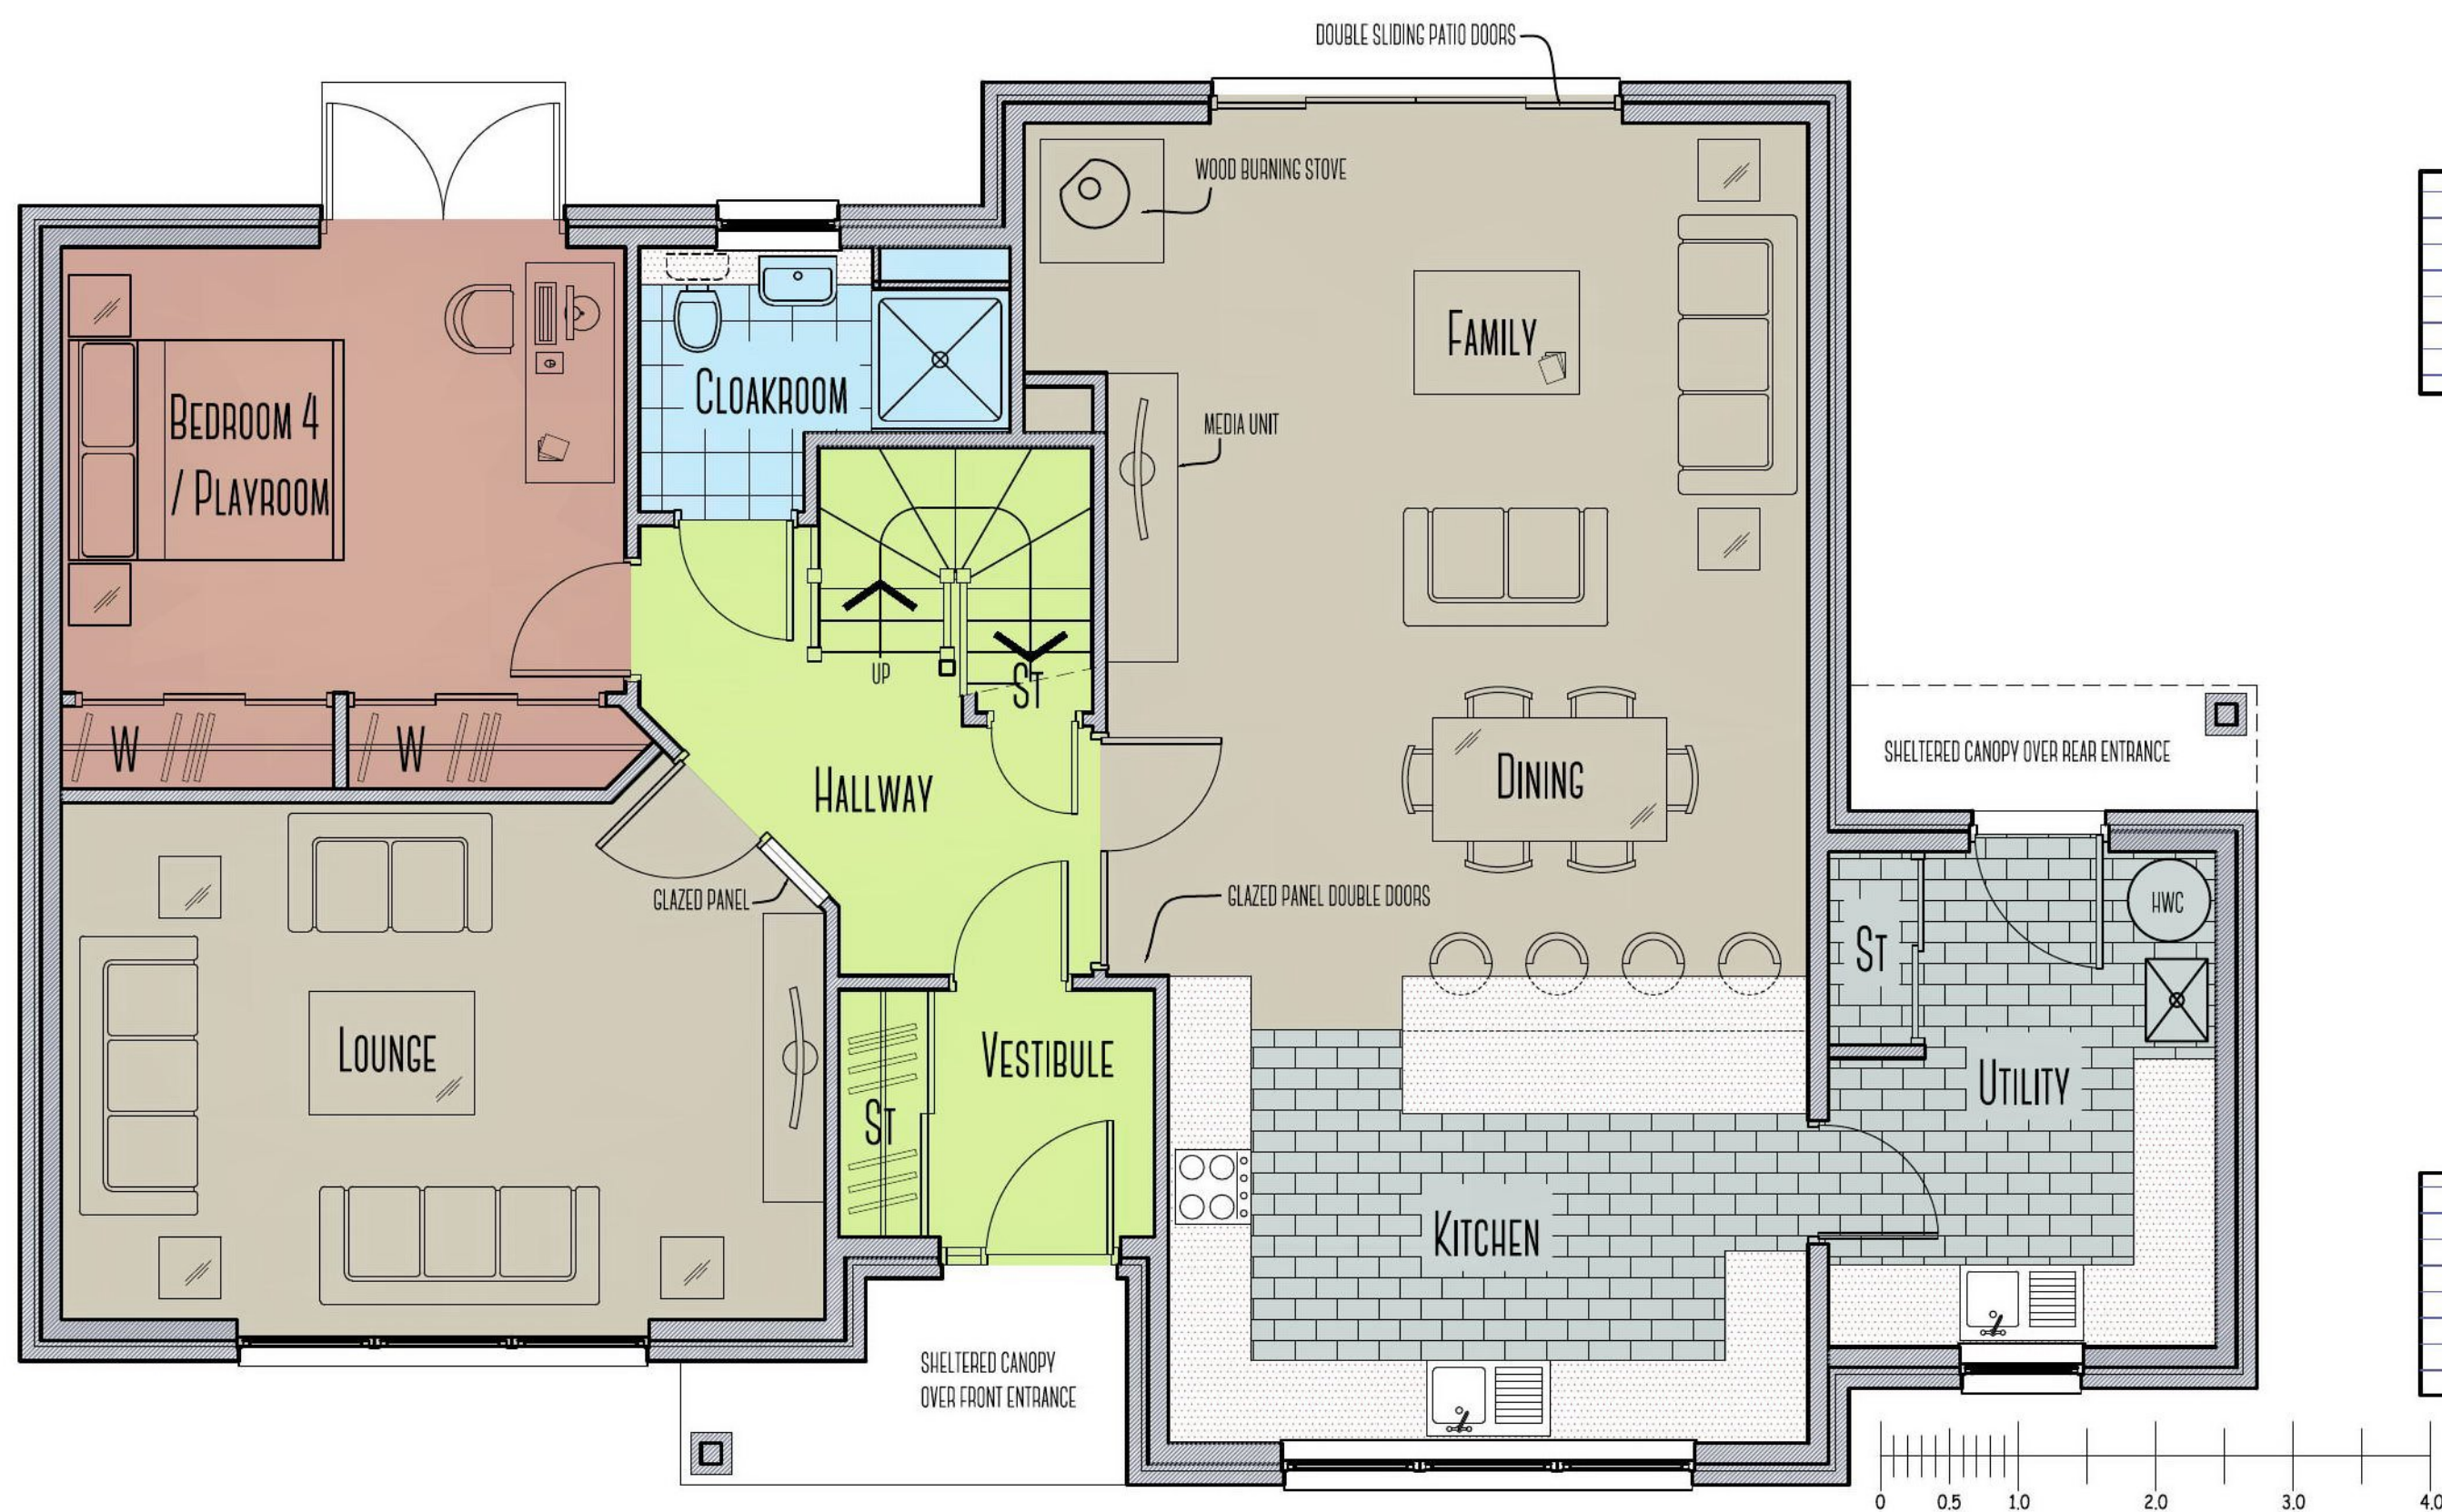 DOUBLE SLIDING PATIO DOORS
WOOD BURNING STOVE
FAMILY
CLOAKROOM
BEDROOM 4
/ PLAYROOM
MEDIA UNIT
UP
ST
W
W
HALLWAY
DINING
SHELTERED CANOPY OVER REAR ENTRANCE
GLAZED PANEL
GLAZED PANEL DOUBLE DOORS
HWC
ST
LOUNGE
VESTIBULE
UTILITY
ST
KITCHEN
SHELTERED CANOPY
OVER FRONT ENTRANCE
0 0.5 1.0 2.0 3.0 4.0